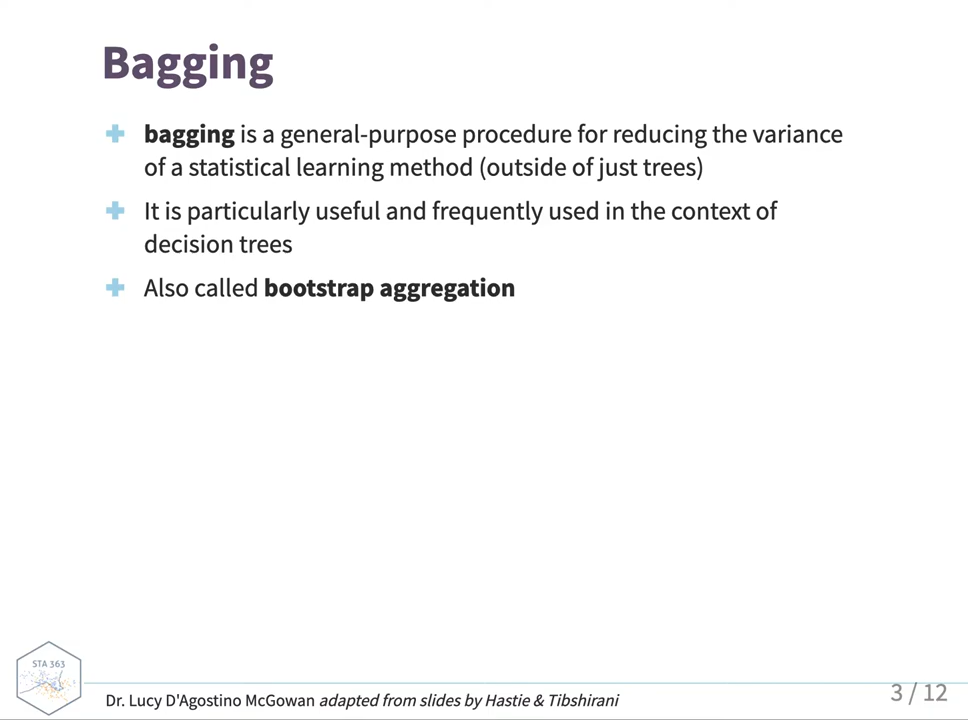 Bagging
bagging is a general-purpose procedure for reducing the variance
of a statistical learning method (outside of just trees)
It is particularly useful and frequently used in the context of
decision trees
Also called bootstrap aggregation
STA 363
Dr. Lucy D'Agostino McGowan adapted from slides by Hastie & Tibshirani
3 / 12